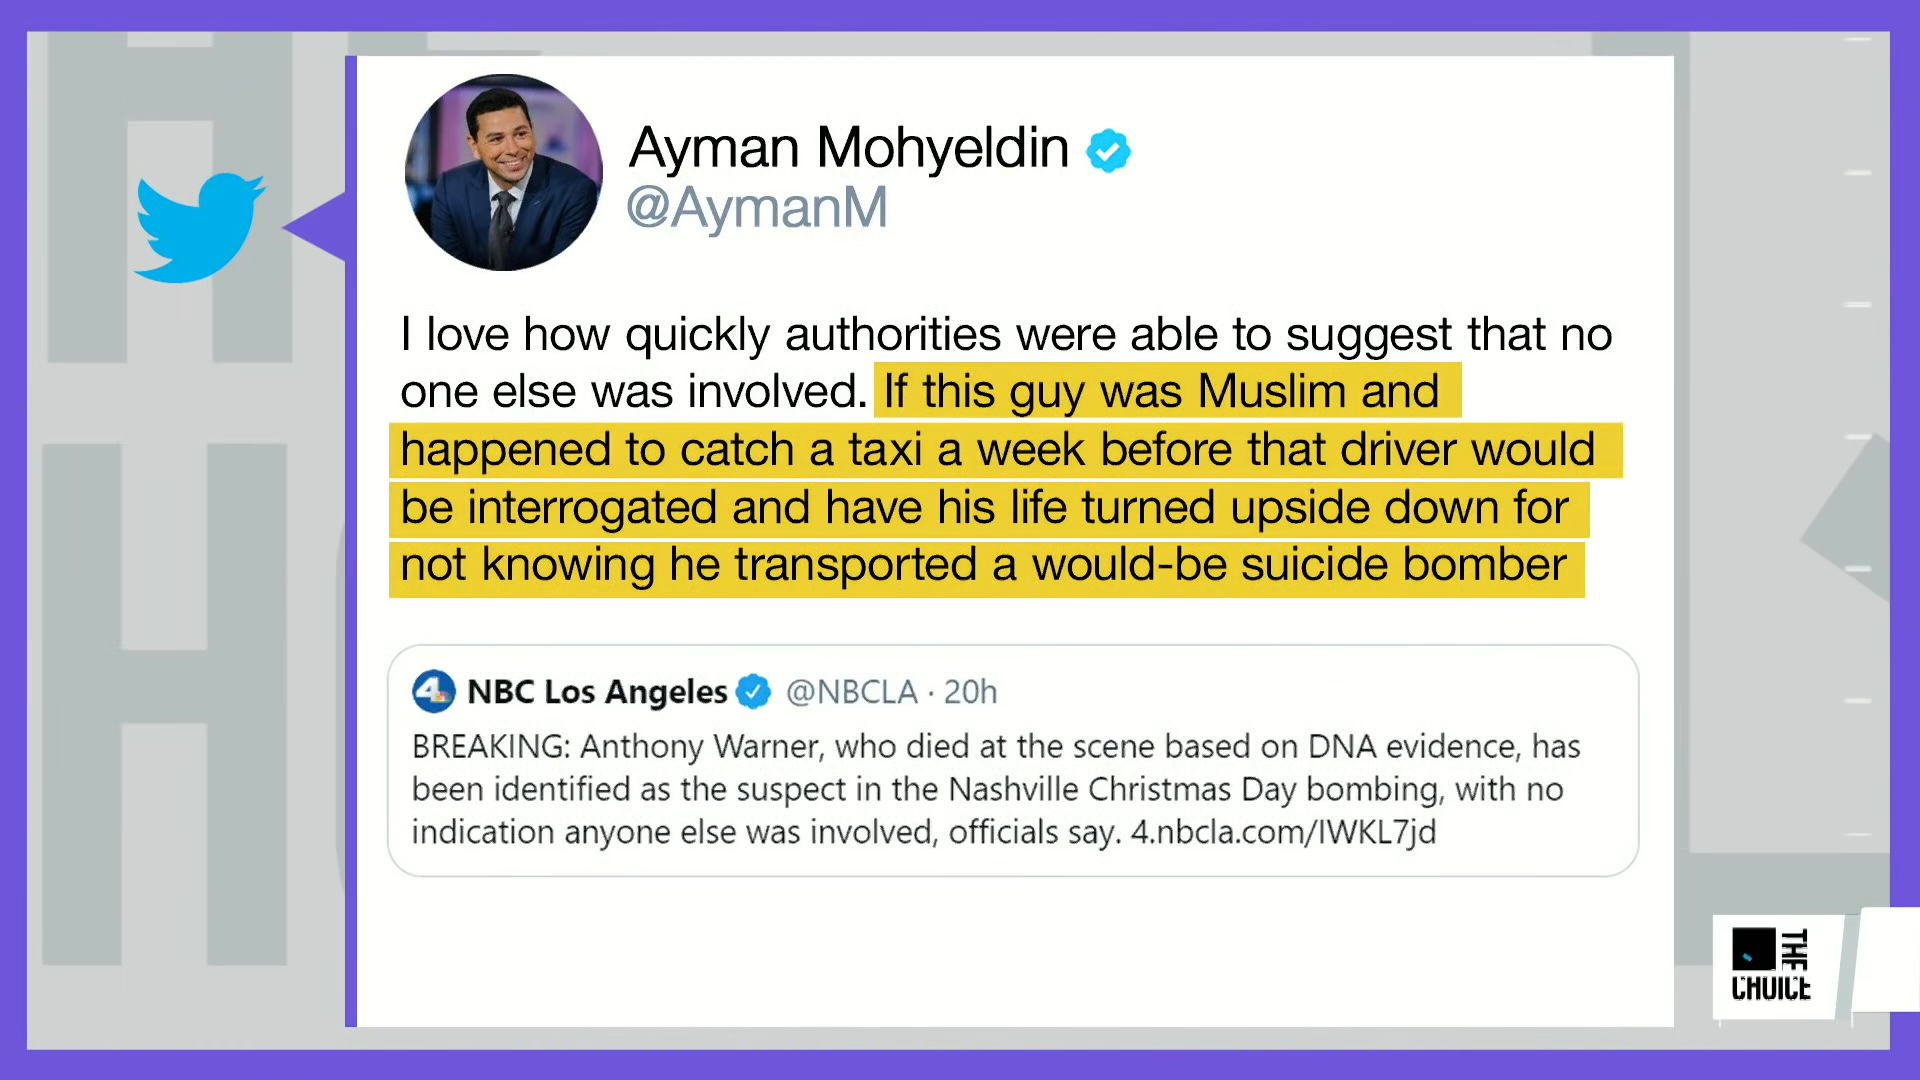 Ayman Mohyeldin
@AymanM
I love how quickly authorities were able to suggest that no
one else was involved. If this guy was Muslim and
happened to catch a taxi a week before that driver would
be interrogated and have his life turned upside down for
not knowing he transported a would-be suicide bomber
4 NBC Los Angeles @NBCLA · 20h
BREAKING: Anthony Warner, who died at the scene based on DNA evidence, has
been identified as the suspect in the Nashville Christmas Day bombing, with no
indication anyone else was involved, officials say. 4.nbcla.com/IWKL7jd
THE
CHOICE